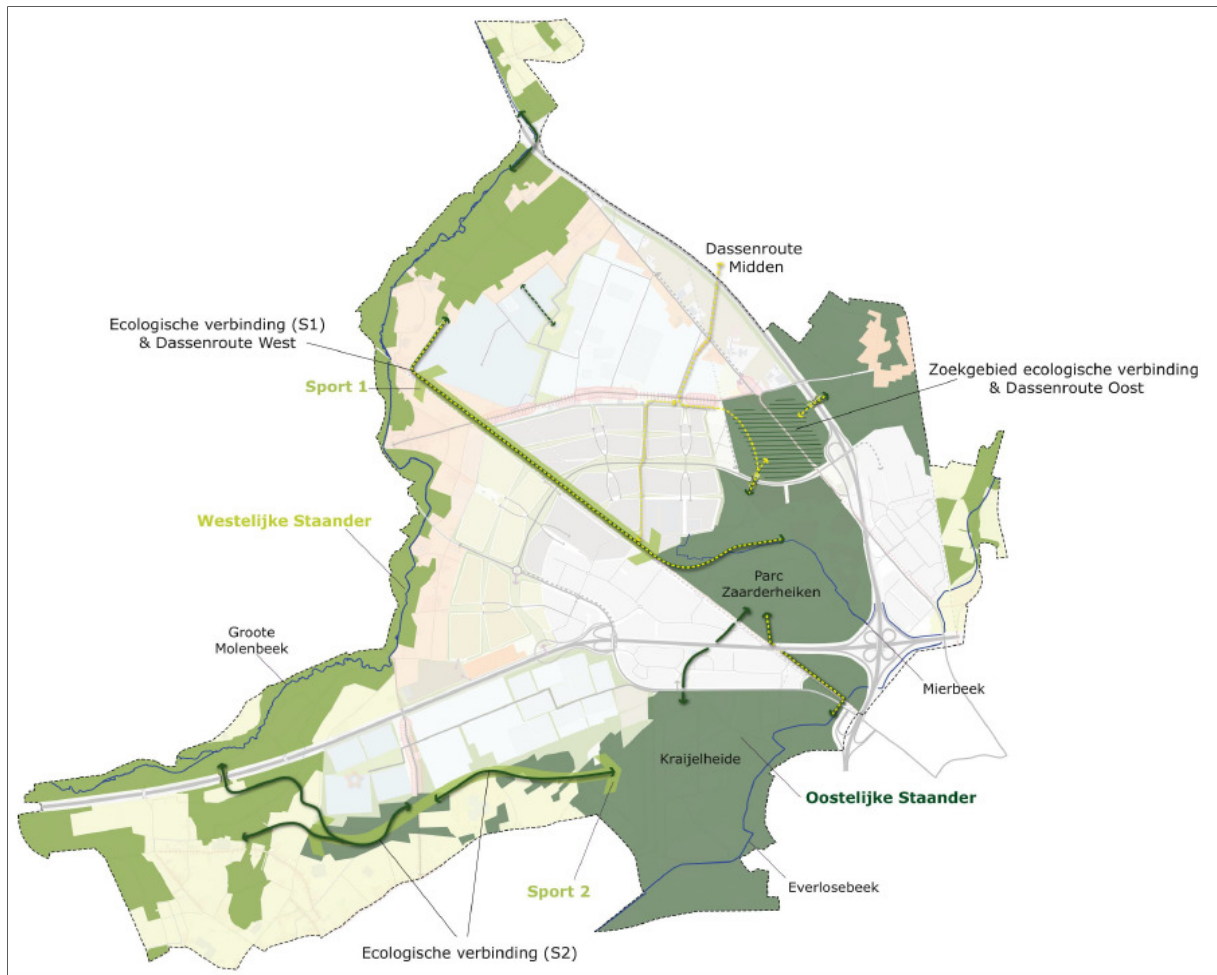 Dassenroute
Midden
Ecologische verbinding (S1)
& Dassenroute West
Sport 1
Zoekgebied ecologische verbinding
& Dassenroute Oost
Westelijke Staander
Parc
Zaarderheiken
Groote
Molenbeek
Mierbeek
Kraijelheide
Oostelijke Staander
Sport 2
Everlosebeek
Ecologische verbinding (S2)